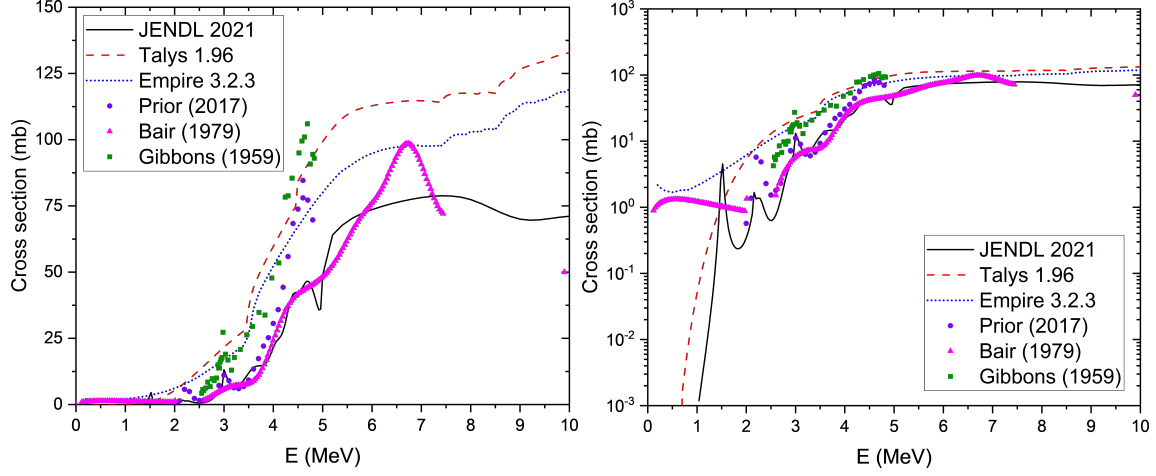 150
125
100
75
50
25
0
Cross section (mb)
0 1 2 3 4 5 6 7 8 9 10
E (MeV)
JENDL 2021
Talys 1.96
Empire 3.2.3
Prior (2017)
Bair (1979)
Gibbons (1959)
10³
10²
10¹
10⁰
10⁻¹
10⁻²
10⁻³
Cross section (mb)
0 1 2 3 4 5 6 7 8 9 10
E (MeV)
JENDL 2021
Talys 1.96
Empire 3.2.3
Prior (2017)
Bair (1979)
Gibbons (1959)